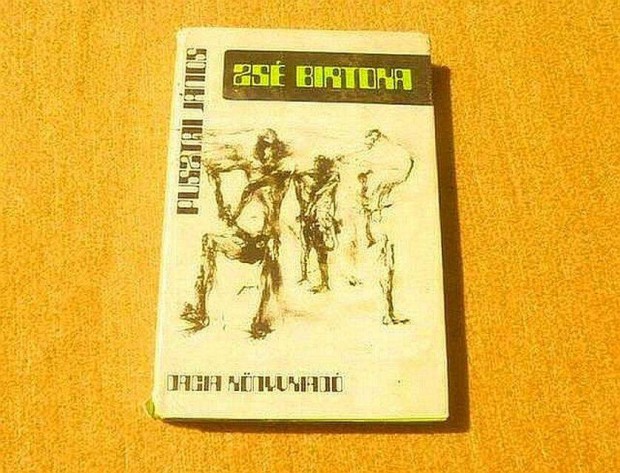 ZSÉ BIRTOKA
PUSZTAI JÁNOS
DACIA KÖNYVKIADÓ